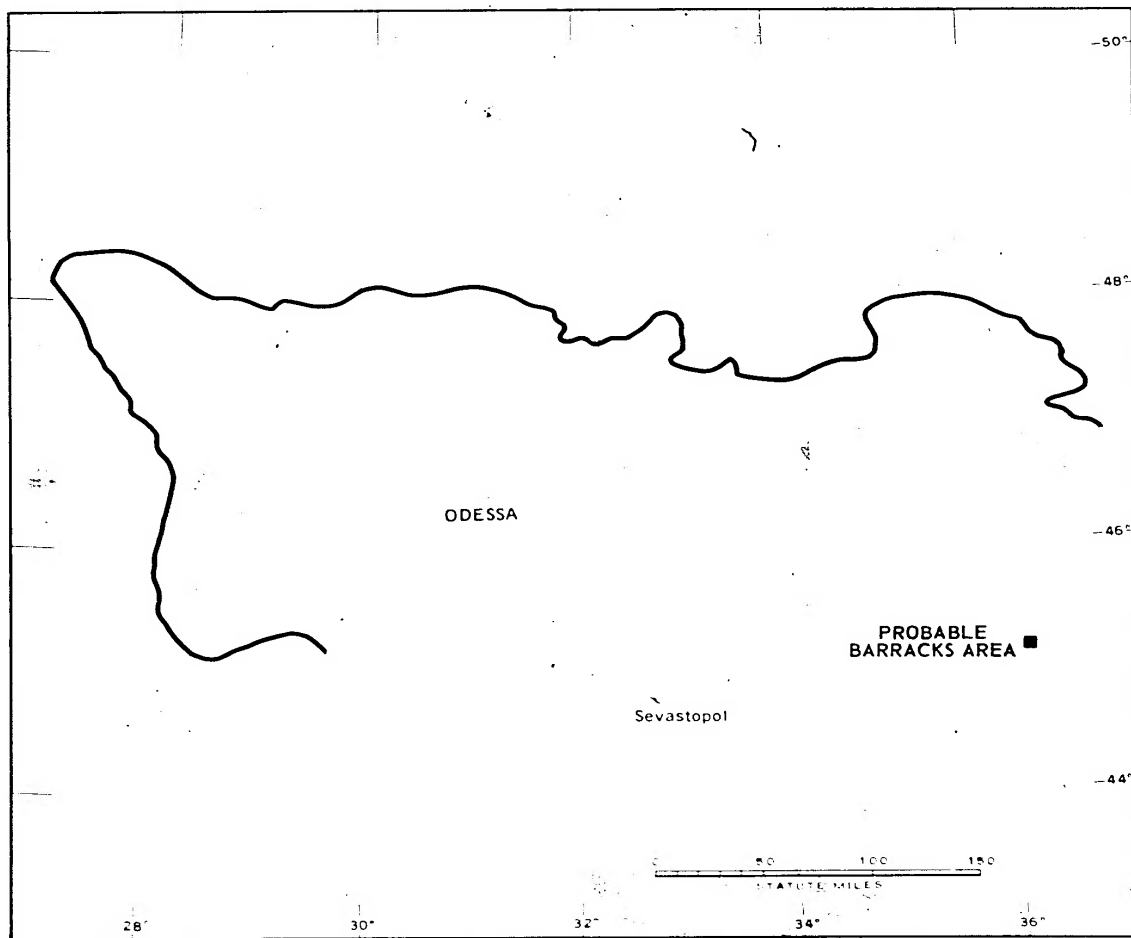 -50°
-48°
ODESSA
-46°
PROBABLE
BARRACKS AREA
Sevastopol
-44°
0 50 100 150
STATUTE MILES
28° 30° 32° 34° 36°